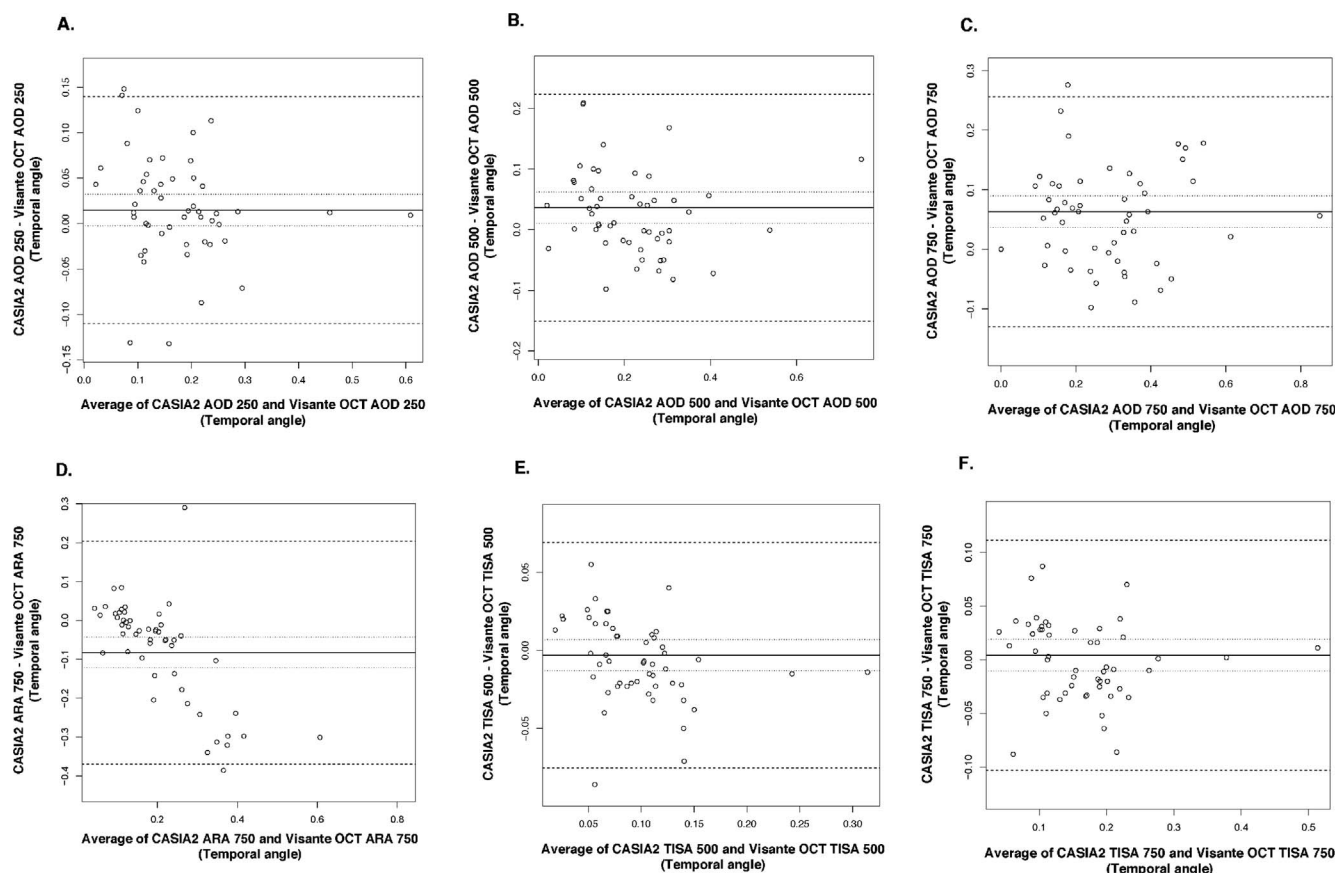 A.
CASIA2 AOD 250 - Visante OCT AOD 250
(Temporal angle)
0.15
0.10
0.05
0.00
−0.05
−0.10
−0.15
0.0 0.1 0.2 0.3 0.4 0.5 0.6
Average of CASIA2 AOD 250 and Visante OCT AOD 250
(Temporal angle)
B.
CASIA2 AOD 500 - Visante OCT AOD 500
(Temporal angle)
0.2
0.1
0.0
−0.1
−0.2
0.0 0.2 0.4 0.6
Average of CASIA2 AOD 500 and Visante OCT AOD 500
(Temporal angle)
C.
CASIA2 AOD 750 - Visante OCT AOD 750
(Temporal angle)
0.3
0.2
0.1
0.0
−0.1
0.0 0.2 0.4 0.6 0.8
Average of CASIA2 AOD 750 and Visante OCT AOD 750
(Temporal angle)
D.
CASIA2 ARA 750 - Visante OCT ARA 750
(Temporal angle)
0.3
0.2
0.1
0.0
−0.1
−0.2
−0.3
−0.4
0.2 0.4 0.6 0.8
Average of CASIA2 ARA 750 and Visante OCT ARA 750
(Temporal angle)
E.
CASIA2 TISA 500 - Visante OCT TISA 500
(Temporal angle)
0.05
0.00
−0.05
0.05 0.10 0.15 0.20 0.25 0.30
Average of CASIA2 TISA 500 and Visante OCT TISA 500
(Temporal angle)
F.
CASIA2 TISA 750 - Visante OCT TISA 750
(Temporal angle)
0.10
0.05
0.00
−0.05
−0.10
0.1 0.2 0.3 0.4 0.5
Average of CASIA2 TISA 750 and Visante OCT TISA 750
(Temporal angle)